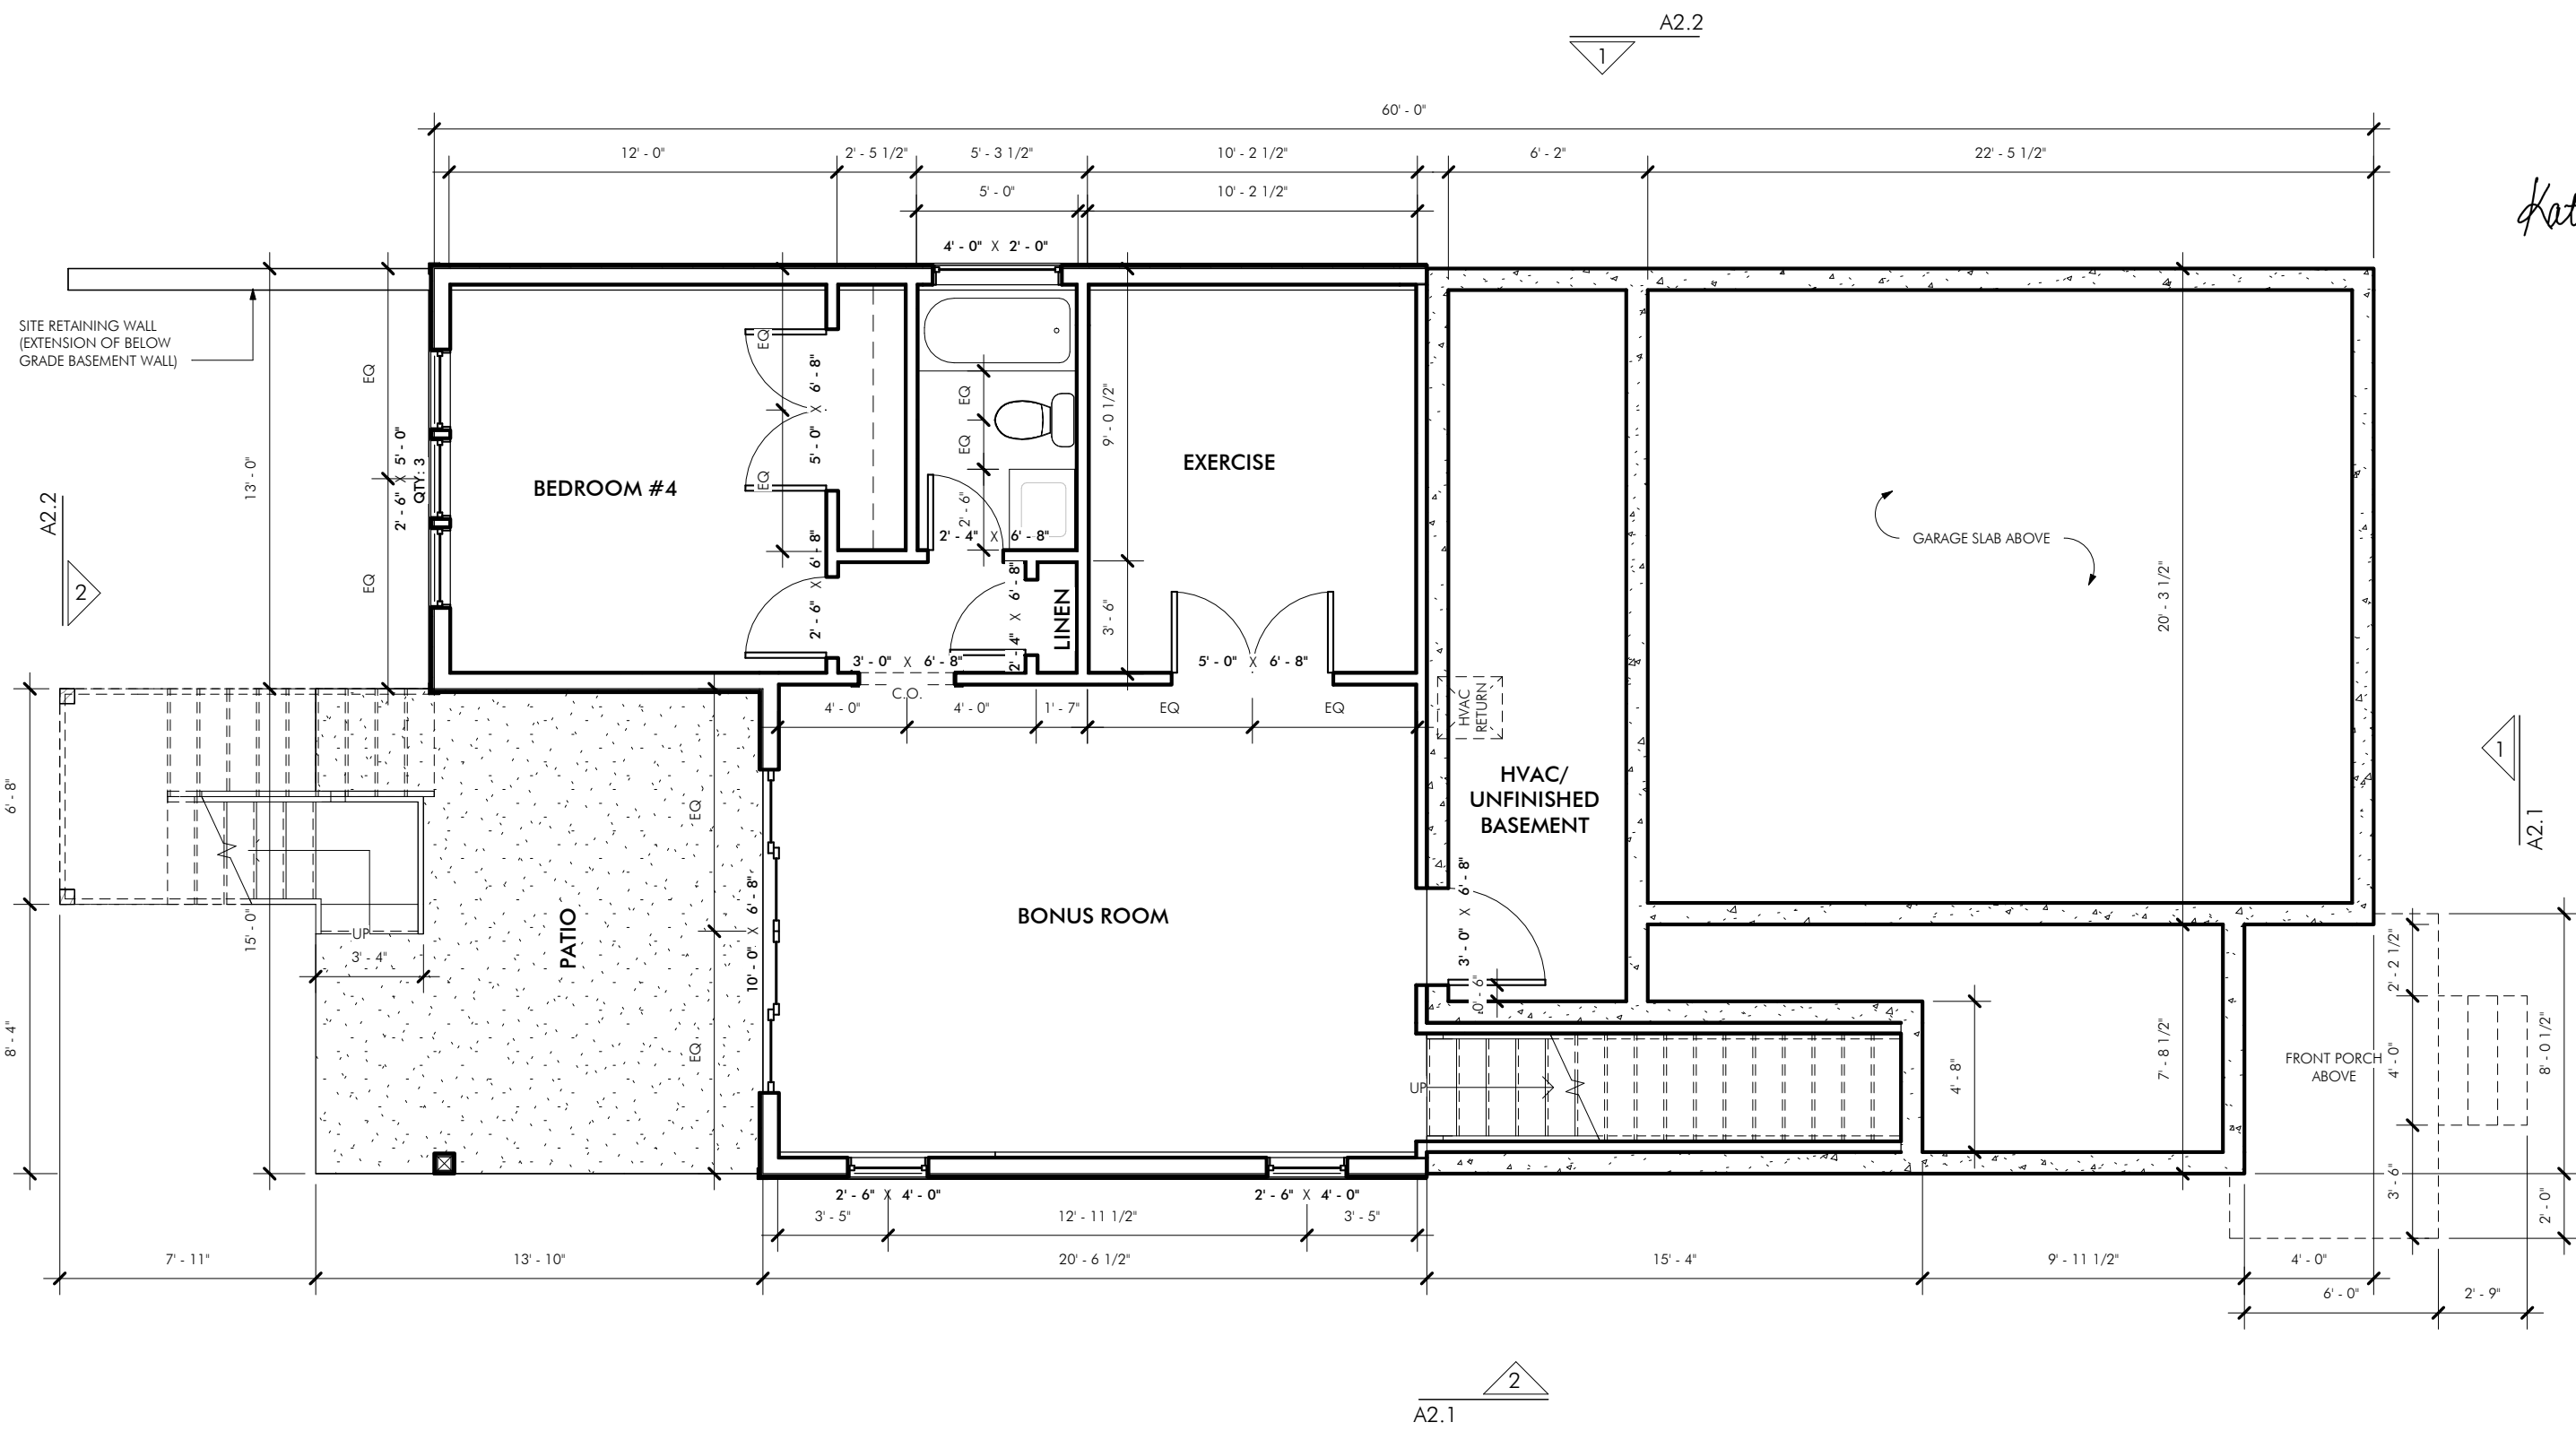 A2.2
1
60' - 0"
12' - 0"
2' - 5 1/2"
5' - 3 1/2"
10' - 2 1/2"
6' - 2"
22' - 5 1/2"
5' - 0"
10' - 2 1/2"
Kat
4' - 0" X 2' - 0"
SITE RETAINING WALL
(EXTENSION OF BELOW
GRADE BASEMENT WALL)
EQ
EQ
13' - 0"
2' - 6" X 5' - 0"
QTY: 3
BEDROOM #4
EQ
EQ
5' - 0" X 6' - 8"
EQ
EQ
2' - 6"
2' - 4" X 6' - 8"
9' - 0 1/2"
EXERCISE
GARAGE SLAB ABOVE
20' - 3 1/2"
A2.2
2
2' - 6" X 6' - 8"
2' - 4" X 6' - 8"
LINEN
3' - 6"
3' - 0" X 6' - 8"
C.O.
5' - 0" X 6' - 8"
4' - 0"
4' - 0"
1' - 7"
EQ
EQ
HVAC
RETURN
HVAC/
UNFINISHED
BASEMENT
1
A2.1
6' - 8"
EQ
10' - 0" X 6' - 8"
EQ
3' - 0" X 6' - 8"
0' - 6"
BONUS ROOM
PATIO
15' - 0"
UP
3' - 4"
8' - 4"
UP
4' - 8"
7' - 8 1/2"
FRONT PORCH
ABOVE
2' - 2 1/2"
4' - 0"
3' - 6"
8' - 0 1/2"
2' - 0"
2' - 6" X 4' - 0"
2' - 6" X 4' - 0"
3' - 5"
12' - 11 1/2"
3' - 5"
7' - 11"
13' - 10"
20' - 6 1/2"
15' - 4"
9' - 11 1/2"
4' - 0"
6' - 0"
2' - 9"
2
A2.1